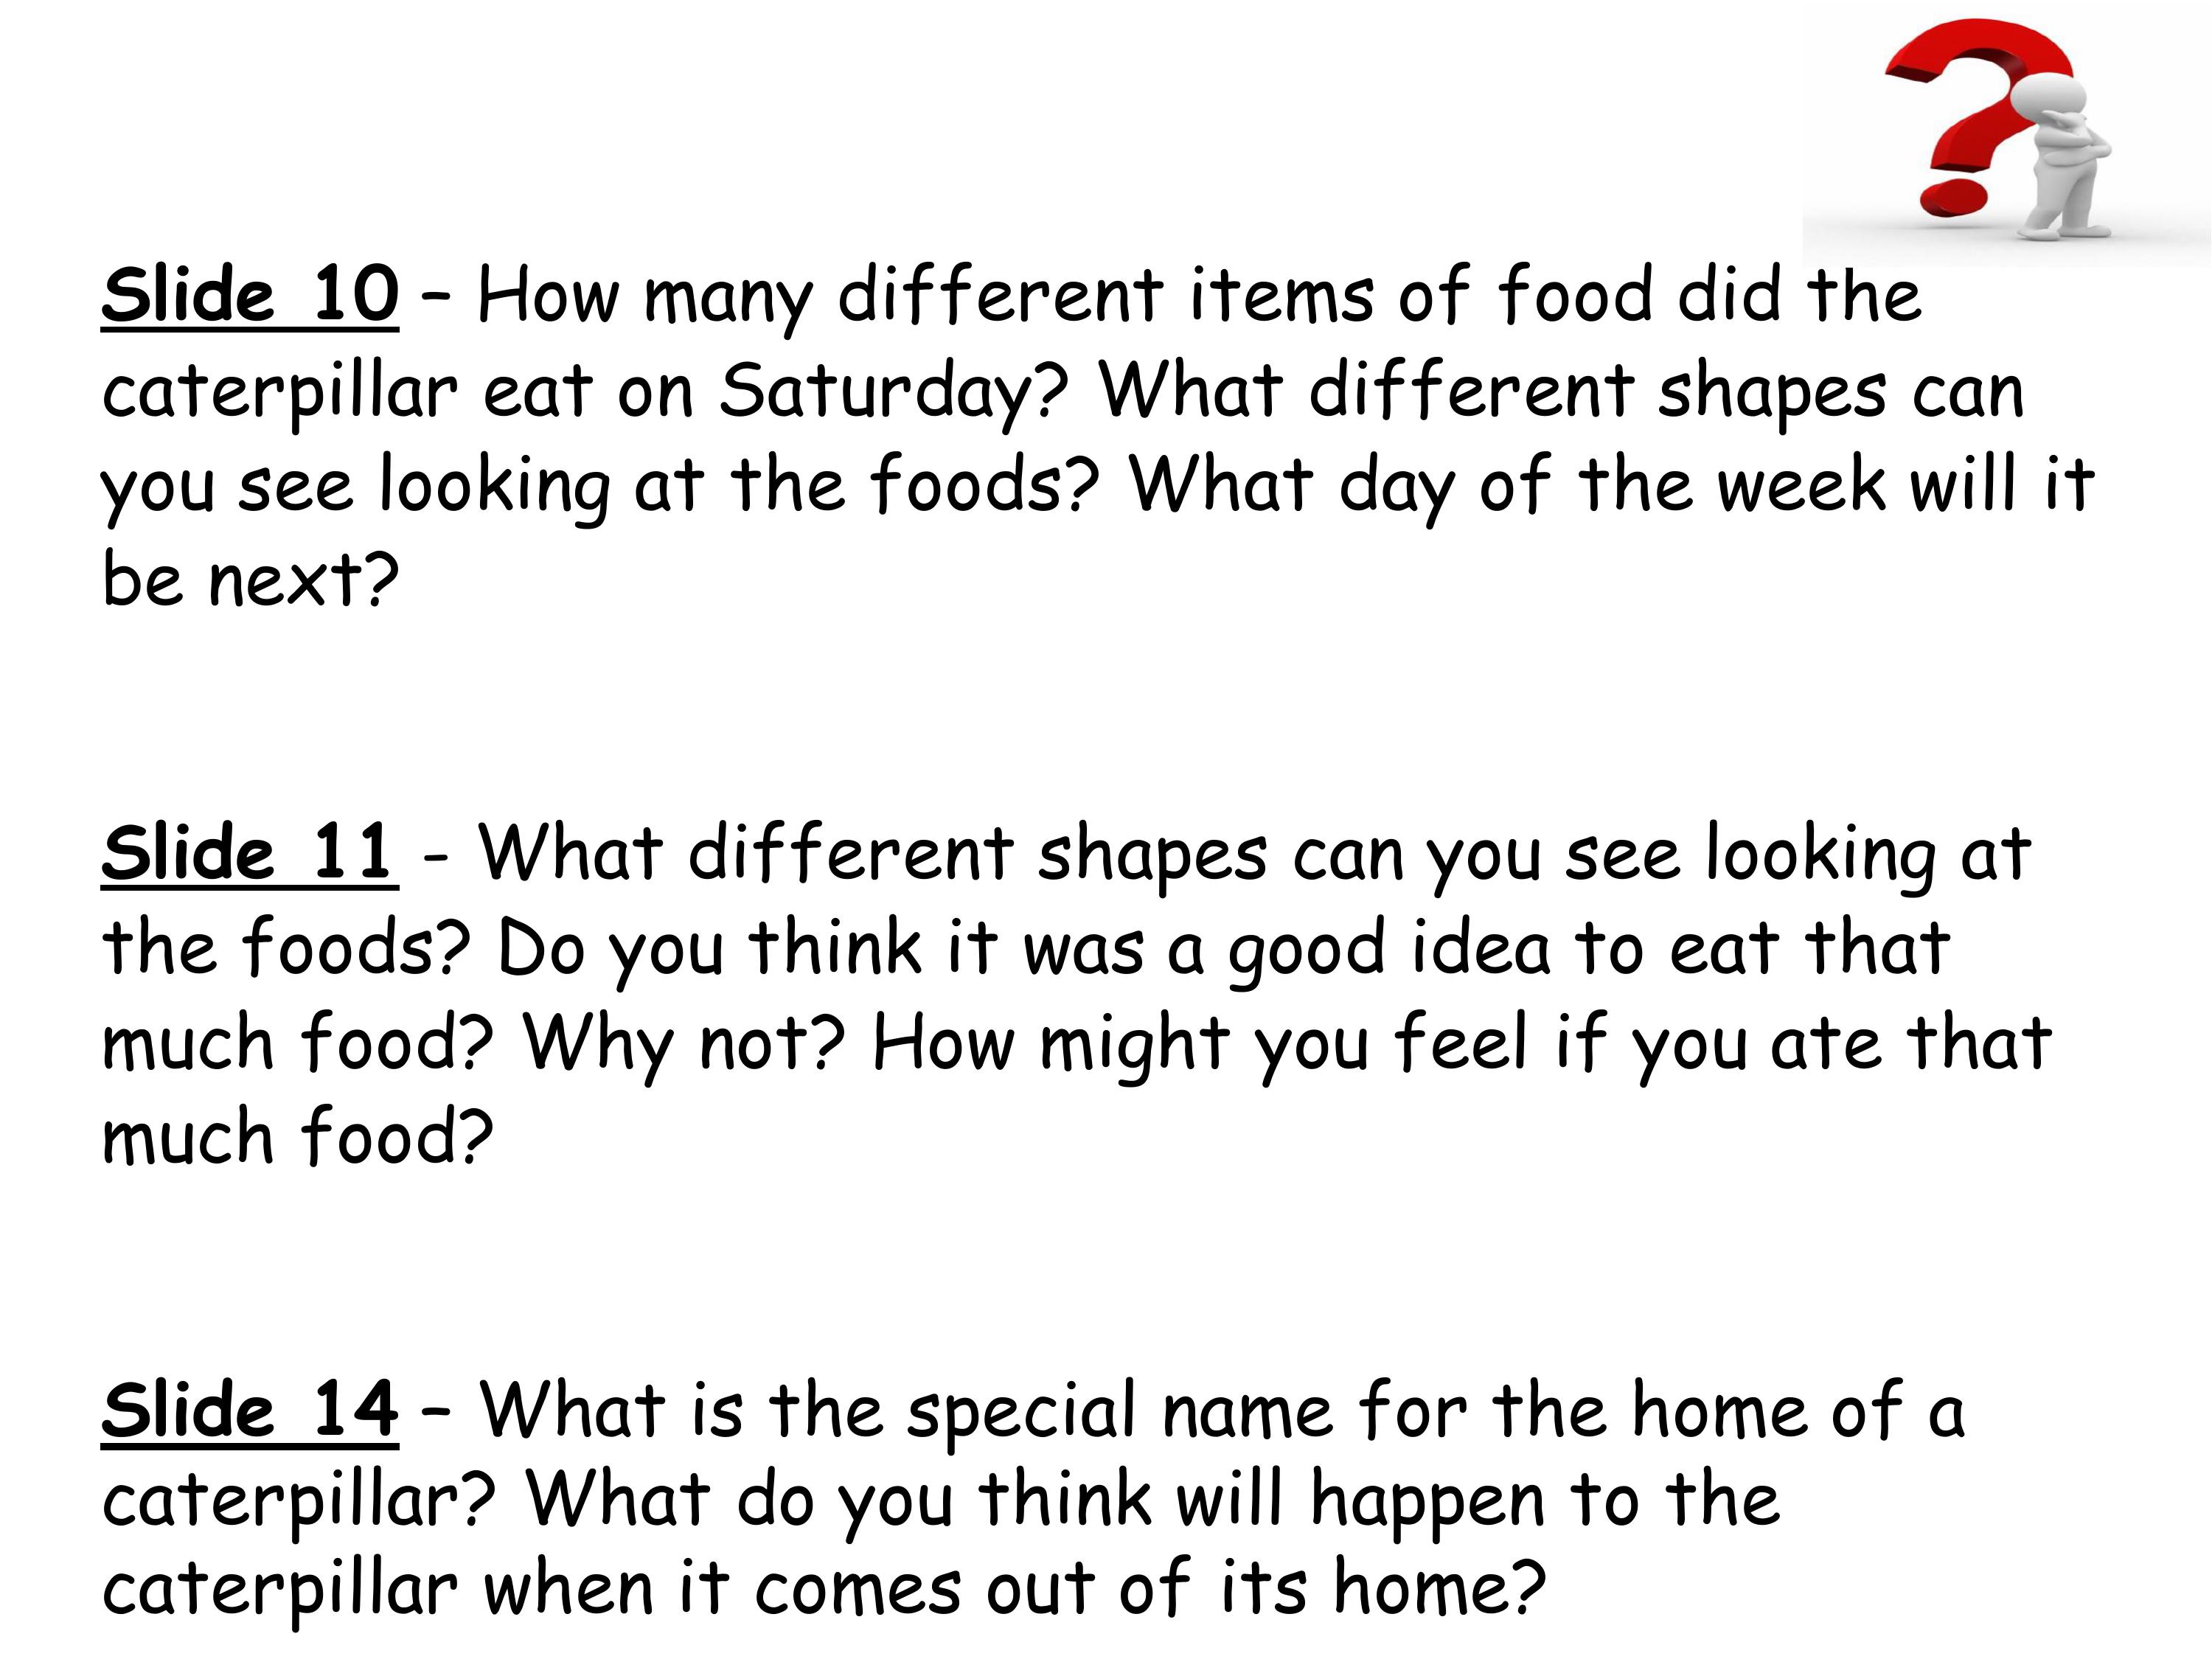 Slide 10 – How many different items of food did the
caterpillar eat on Saturday? What different shapes can
you see looking at the foods? What day of the week will it
be next?
Slide 11 - What different shapes can you see looking at
the foods? Do you think it was a good idea to eat that
much food? Why not? How might you feel if you ate that
much food?
Slide 14 – What is the special name for the home of a
caterpillar? What do you think will happen to the
caterpillar when it comes out of its home?